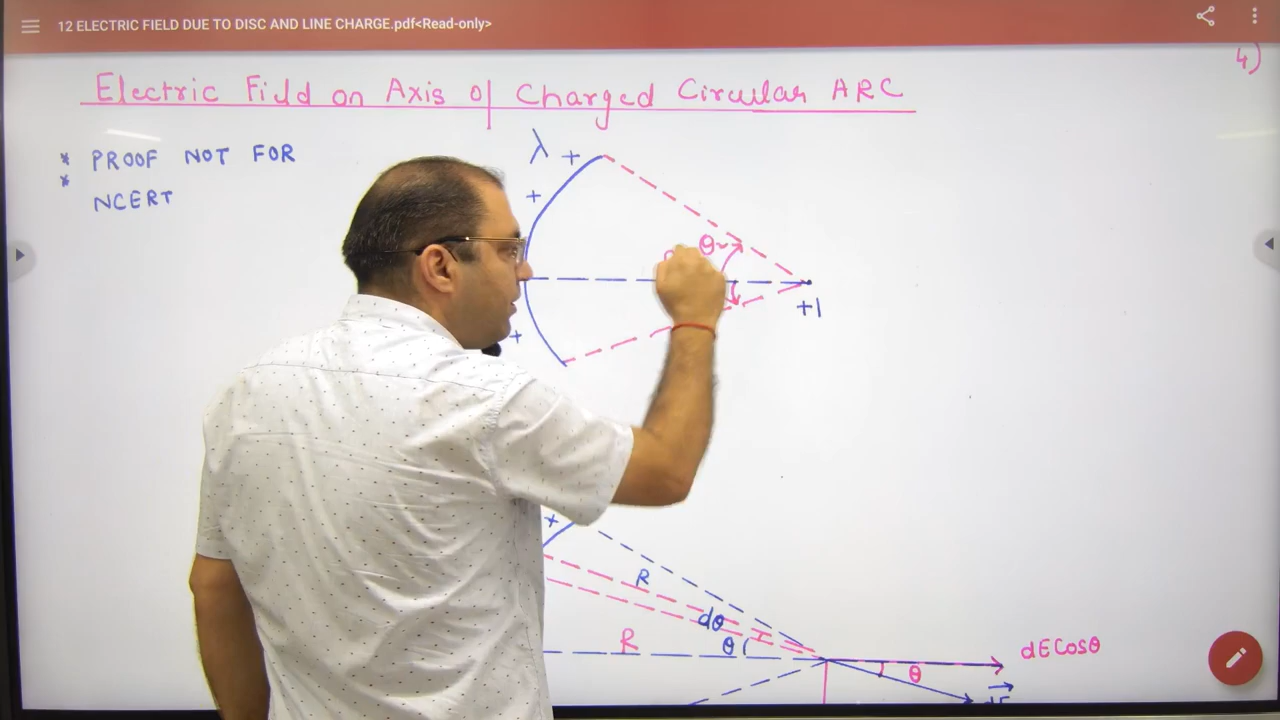 12 ELECTRIC FIELD DUE TO DISC AND LINE CHARGE.pdf<Read-only>
4)
Electric Field on Axis of Charged Circular ARC
* PROOF NOT FOR
*
NCERT
λ +
+
θ
+1
+
+
R
dθ
R
θ
dE Cosθ
θ